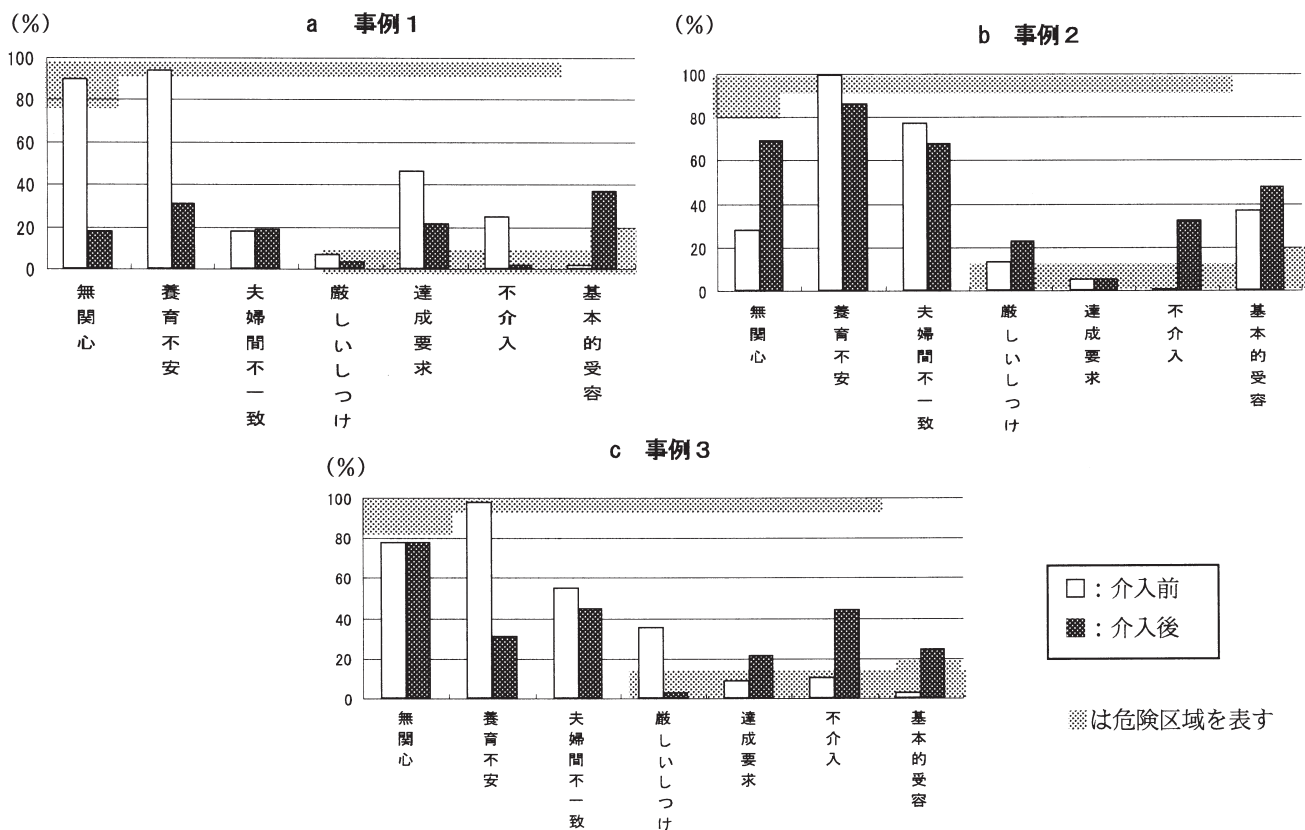 (%)
a 事例1
100
80
60
40
20
0
無関心
養育不安
夫婦間不一致
厳しいしつけ
達成要求
不介入
基本的受容
(%)
b 事例2
100
80
60
40
20
0
無関心
養育不安
夫婦間不一致
厳しいしつけ
達成要求
不介入
基本的受容
(%)
c 事例3
100
80
60
40
20
0
無関心
養育不安
夫婦間不一致
厳しいしつけ
達成要求
不介入
基本的受容
:介入前
:介入後
は危険区域を表す